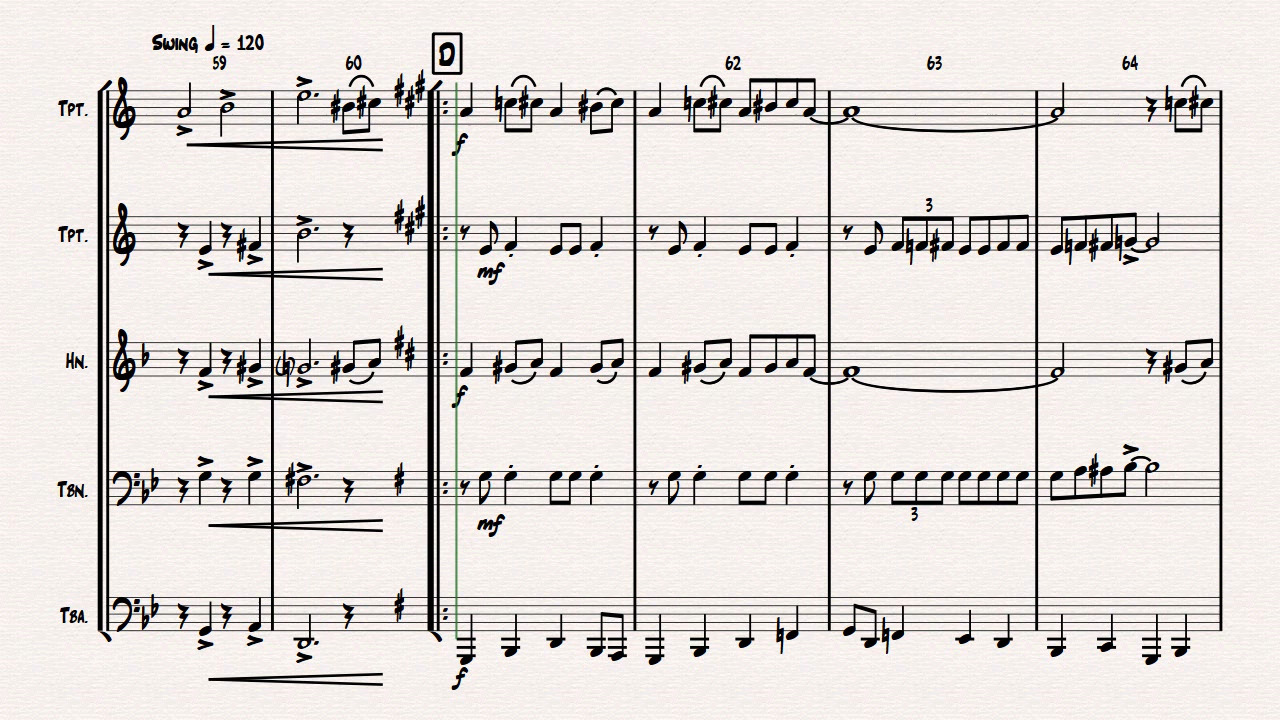 Swing ♩ = 120
59 60 D 62 63 64
Tpt.
f
Tpt.
3
mf
Hn.
f
Tbn.
mf
3
Tba.
f